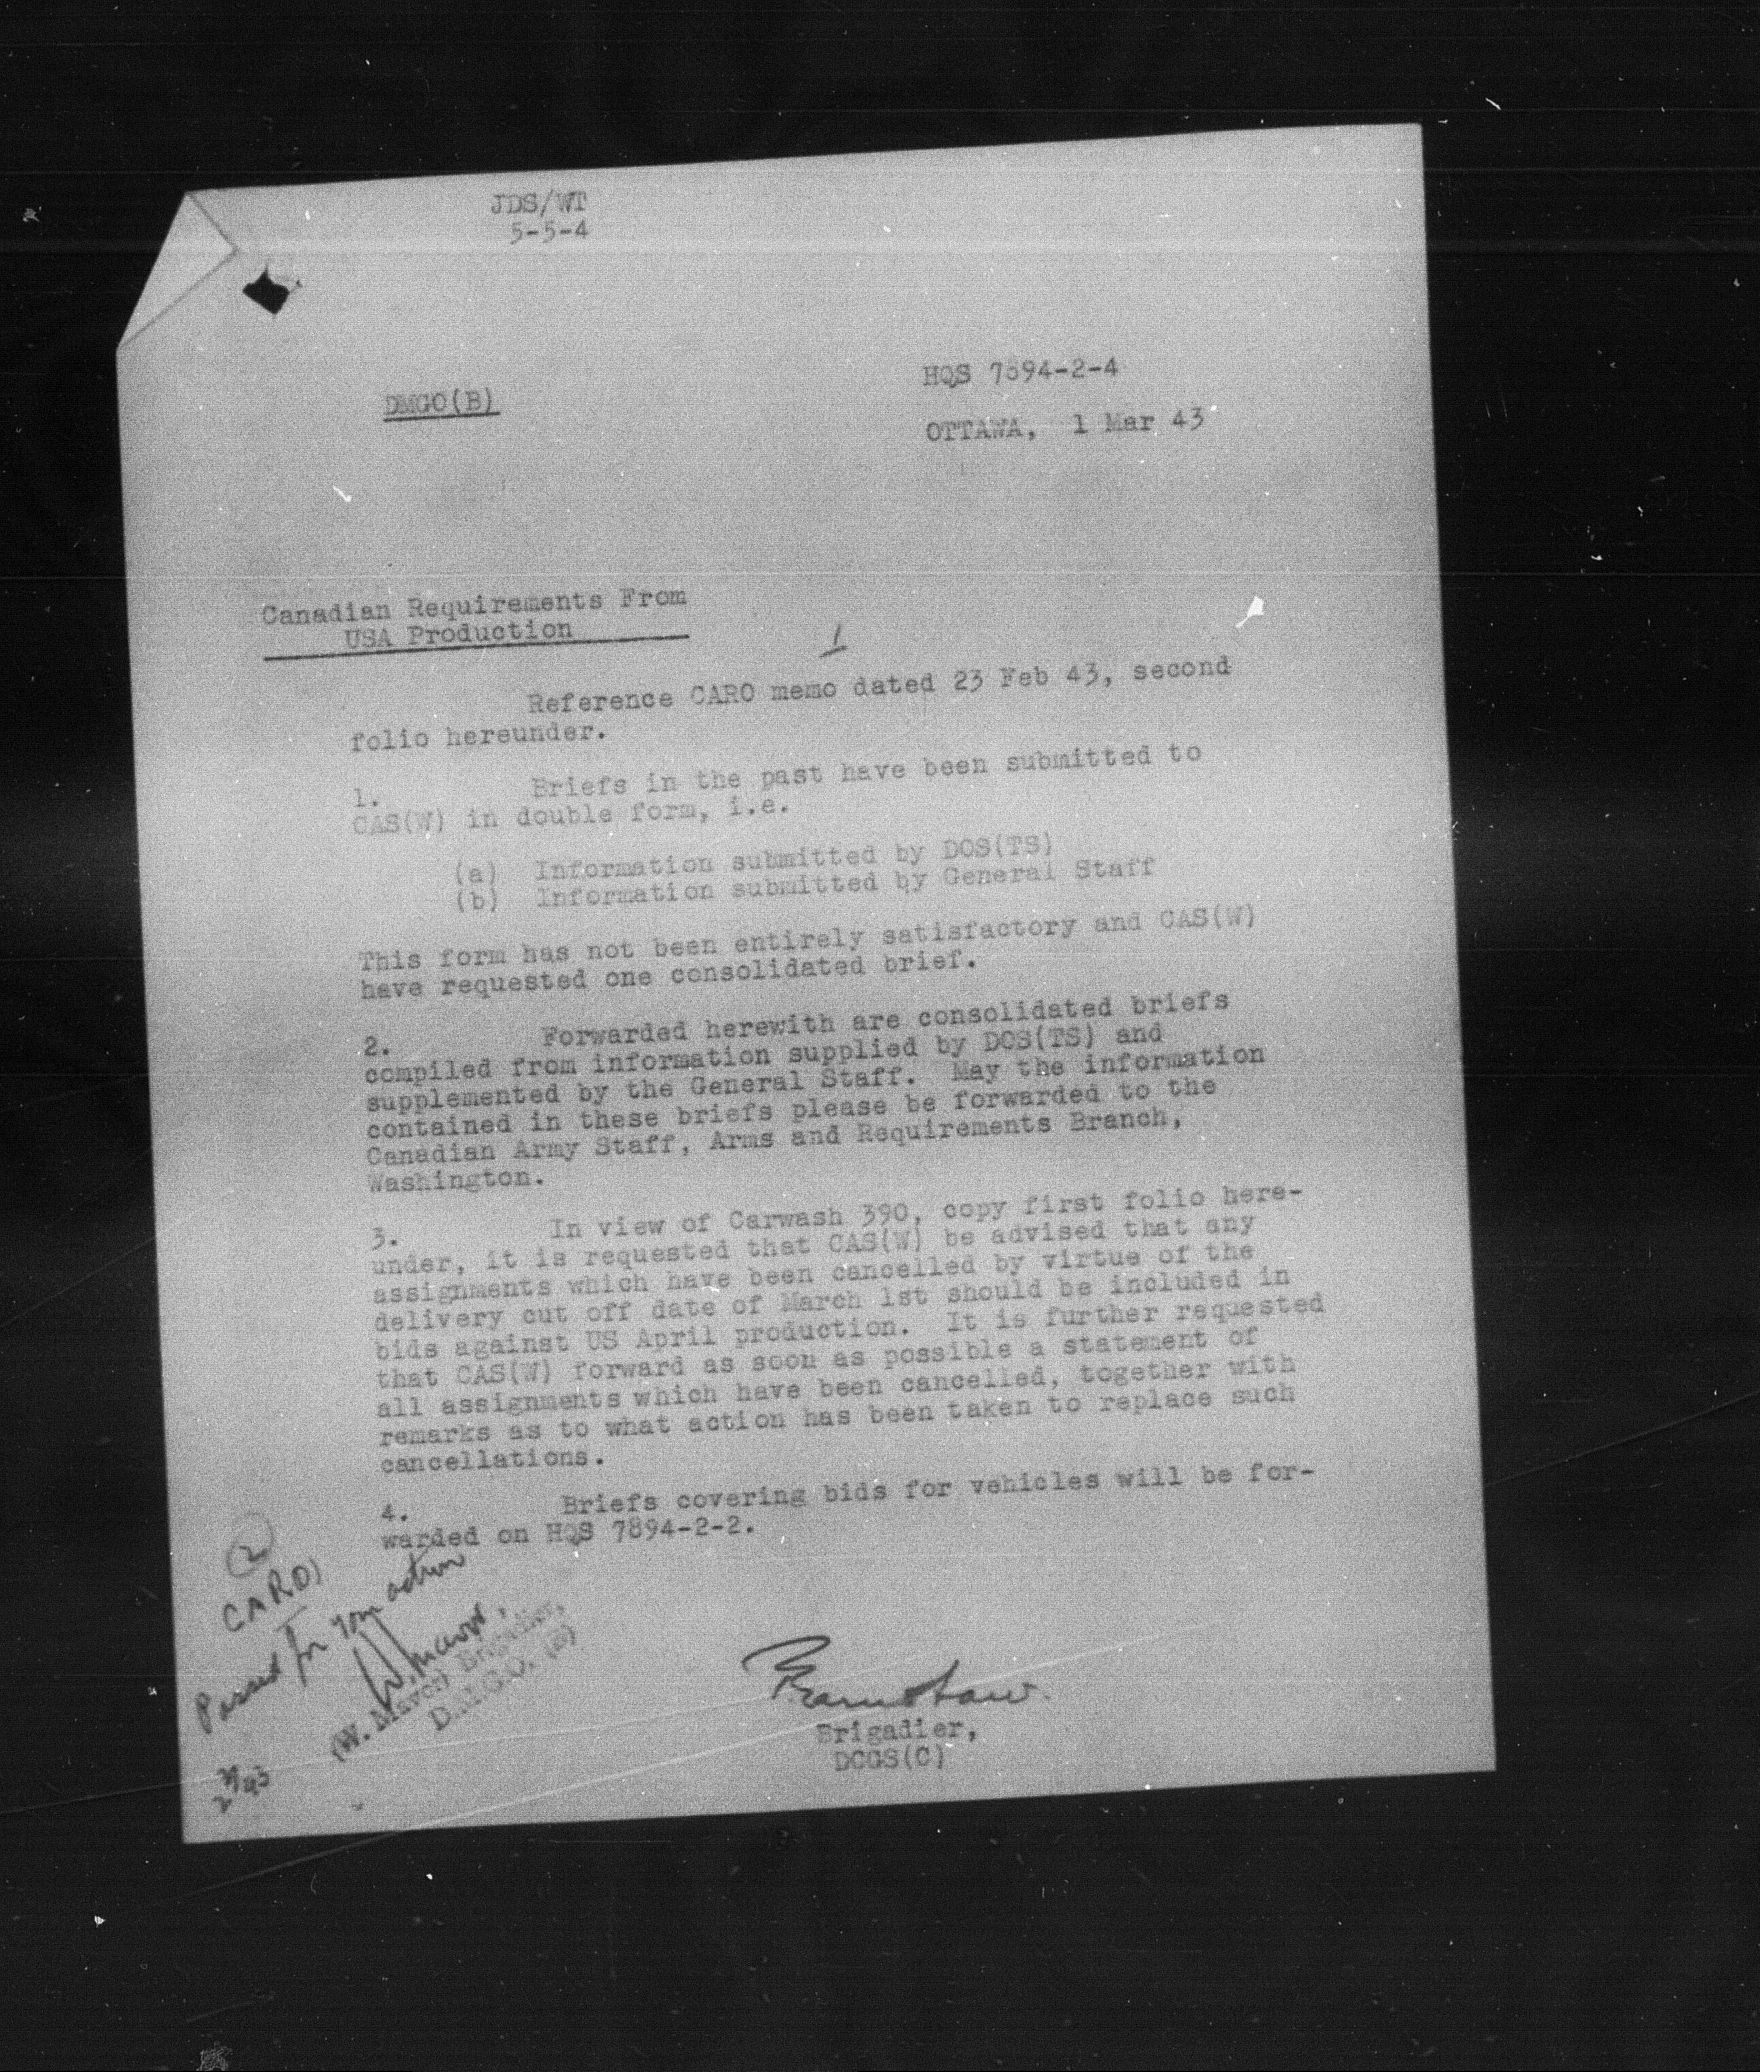 JDS/WT
5-5-4
HQS 7894-2-4
DMGO(B)
OTTAWA, 1 Mar 43
Canadian Requirements From
USA Production
1
Reference CARO memo dated 23 Feb 43, second
folio hereunder.
1. Briefs in the past have been submitted to
CAS(W) in double form, i.e.
(a) Information submitted by DOS(TS)
(b) Information submitted by General Staff
This form has not been entirely satisfactory and CAS(W)
have requested one consolidated brief.
2. Forwarded herewith are consolidated briefs
compiled from information supplied by DOS(TS) and
supplemented by the General Staff. May the information
contained in these briefs please be forwarded to the
Canadian Army Staff, Arms and Requirements Branch,
Washington.
3. In view of Carwash 390, copy first folio here-
under, it is requested that CAS(W) be advised that any
assignments which have been cancelled by virtue of the
delivery cut off date of March 1st should be included in
bids against US April production. It is further requested
that CAS(W) forward as soon as possible a statement of
all assignments which have been cancelled, together with
remarks as to what action has been taken to replace such
cancellations.
4. Briefs covering bids for vehicles will be for-
warded on HQS 7894-2-2.
2
CARO
Passed for your action
W. Mavor,
(W. Mavor) Brigadier,
D.M.G.O. (B)
Brigadier,
DCGS(C)